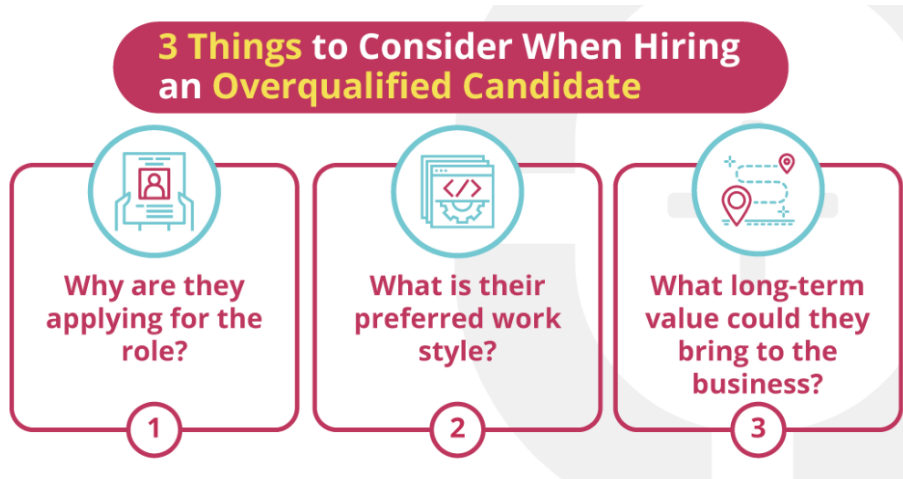 3 Things to Consider When Hiring
an Overqualified Candidate
Why are they
applying for the
role?
1
What is their
preferred work
style?
2
What long-term
value could they
bring to the
business?
3